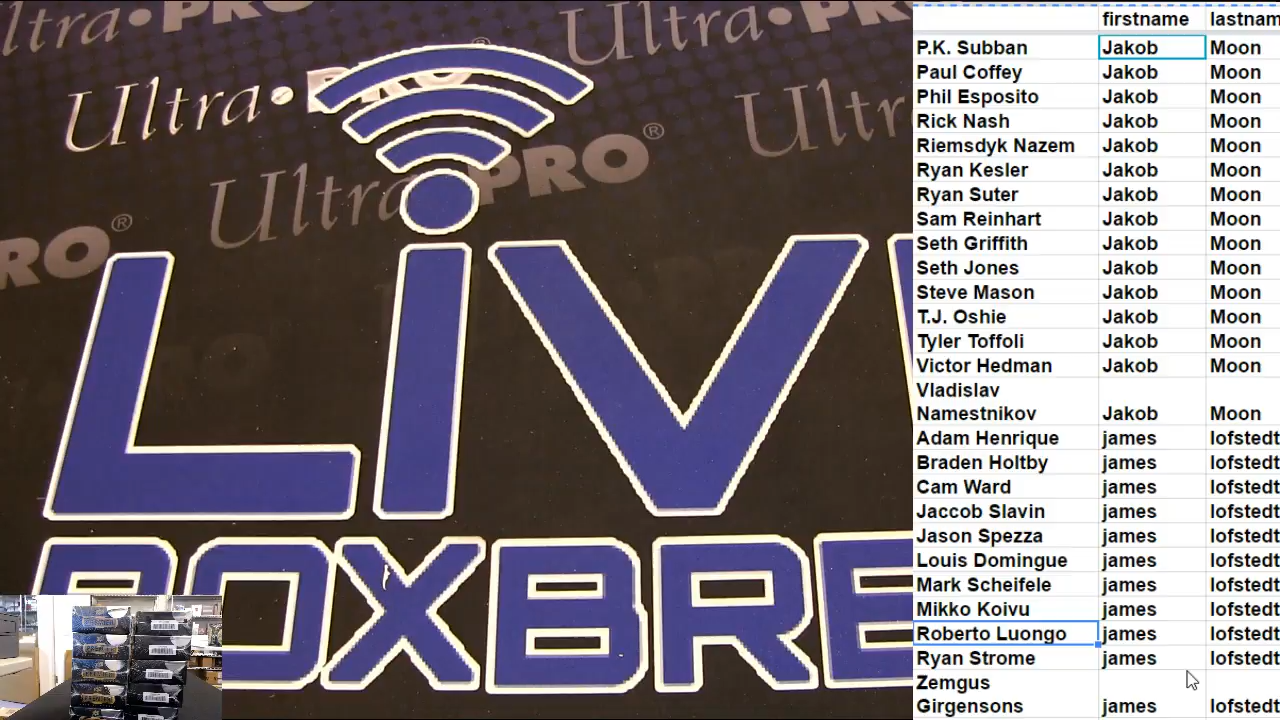 Ultra PRO
Ultra•PRO®
Ultra PRO®
Ultra PRO®
PRO®
Ultra
LiV
BOXBRE
firstname lastnam
P.K. Subban Jakob Moon
Paul Coffey Jakob Moon
Phil Esposito Jakob Moon
Rick Nash Jakob Moon
Riemsdyk Nazem Jakob Moon
Ryan Kesler Jakob Moon
Ryan Suter Jakob Moon
Sam Reinhart Jakob Moon
Seth Griffith Jakob Moon
Seth Jones Jakob Moon
Steve Mason Jakob Moon
T.J. Oshie Jakob Moon
Tyler Toffoli Jakob Moon
Victor Hedman Jakob Moon
Vladislav
Namestnikov Jakob Moon
Adam Henrique james lofstedt
Braden Holtby james lofstedt
Cam Ward james lofstedt
Jaccob Slavin james lofstedt
Jason Spezza james lofstedt
Louis Domingue james lofstedt
Mark Scheifele james lofstedt
Mikko Koivu james lofstedt
Roberto Luongo james lofstedt
Ryan Strome james lofstedt
Zemgus
Girgensons james lofstedt